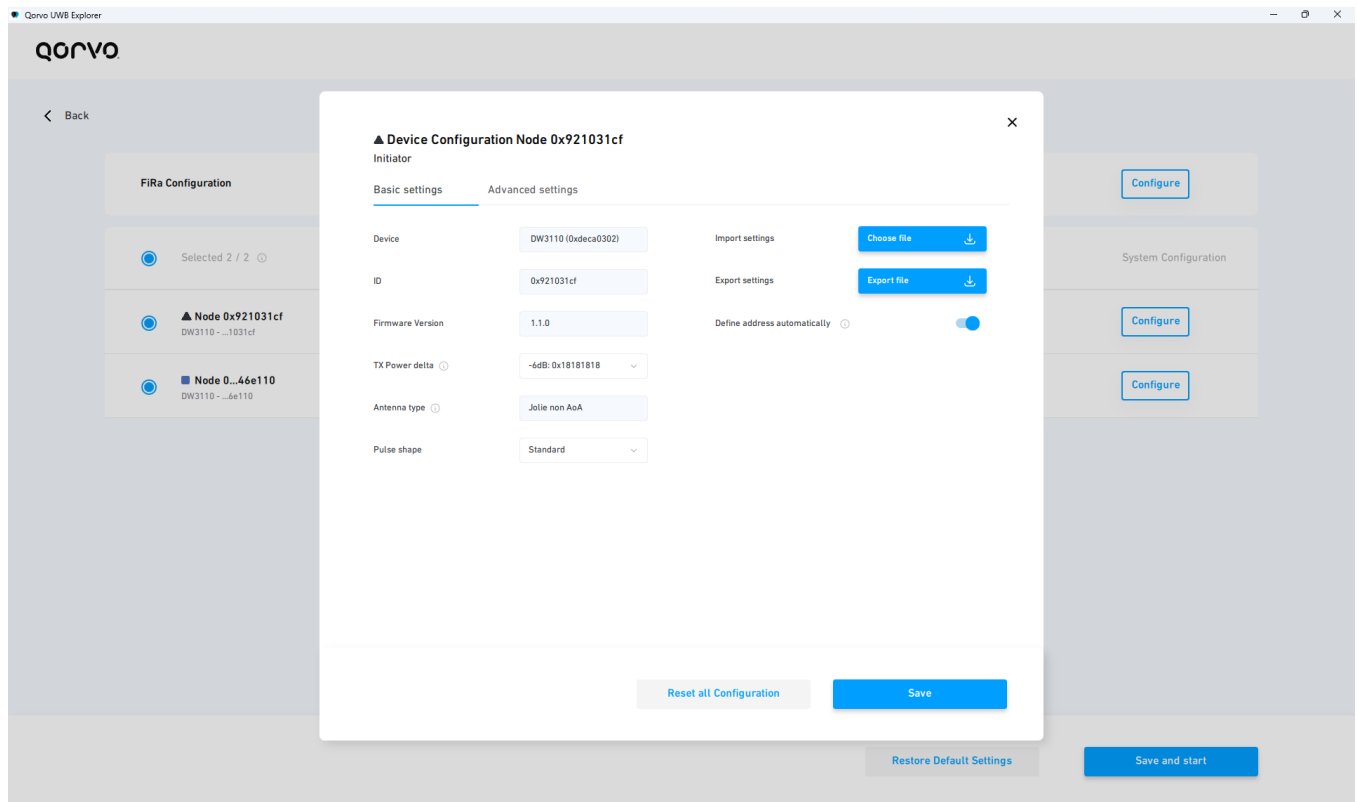 Qorvo UWB Explorer
QORVO
Back
Device Configuration Node 0x921031cf
Initiator
Basic settings Advanced settings
FiRa Configuration
Configure
Device DW3110 (0xdeca0302) Import settings Choose file
Selected 2 / 2
System Configuration
ID 0x921031cf Export settings Export file
Node 0x921031cf
DW3110 - ...1031cf
Configure
Firmware Version 1.1.0 Define address automatically
TX Power delta -6dB: 0x18181818
Node 0...46e110
DW3110 - ...6e110
Configure
Antenna type Jolie non AoA
Pulse shape Standard
Reset all Configuration Save
Restore Default Settings Save and start